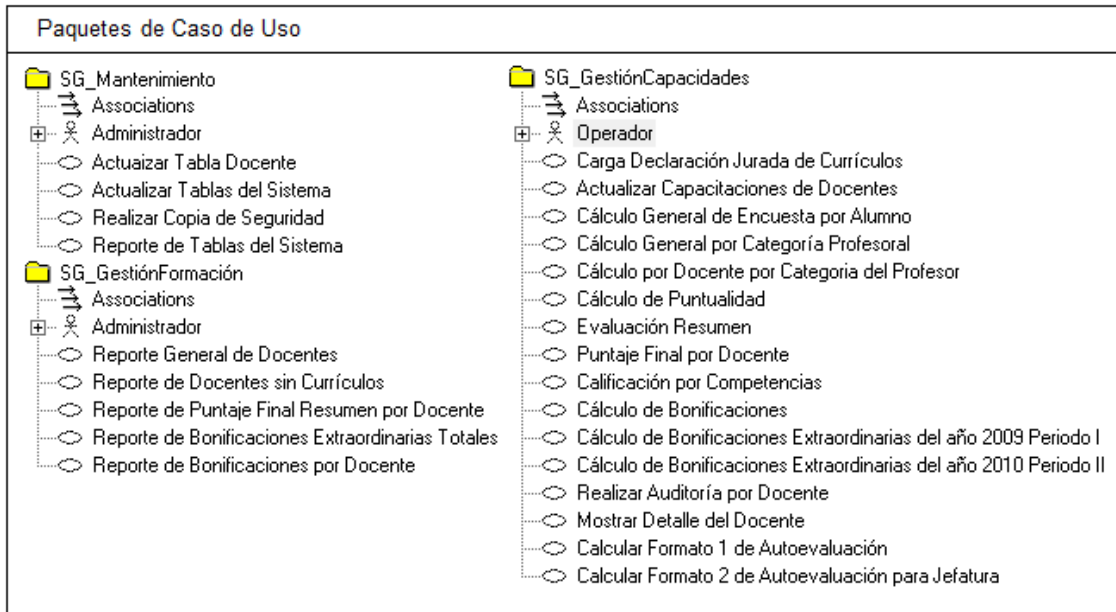 Paquetes de Caso de Uso
SG_Mantenimiento
Associations
Administrador
Actuaizar Tabla Docente
Actualizar Tablas del Sistema
Realizar Copia de Seguridad
Reporte de Tablas del Sistema
SG_GestiónFormación
Associations
Administrador
Reporte General de Docentes
Reporte de Docentes sin Currículos
Reporte de Puntaje Final Resumen por Docente
Reporte de Bonificaciones Extraordinarias Totales
Reporte de Bonificaciones por Docente
SG_GestiónCapacidades
Associations
Operador
Carga Declaración Jurada de Currículos
Actualizar Capacitaciones de Docentes
Cálculo General de Encuesta por Alumno
Cálculo General por Categoría Profesoral
Cálculo por Docente por Categoria del Profesor
Cálculo de Puntualidad
Evaluación Resumen
Puntaje Final por Docente
Calificación por Competencias
Cálculo de Bonificaciones
Cálculo de Bonificaciones Extraordinarias del año 2009 Periodo I
Cálculo de Bonificaciones Extraordinarias del año 2010 Periodo II
Realizar Auditoría por Docente
Mostrar Detalle del Docente
Calcular Formato 1 de Autoevaluación
Calcular Formato 2 de Autoevaluación para Jefatura